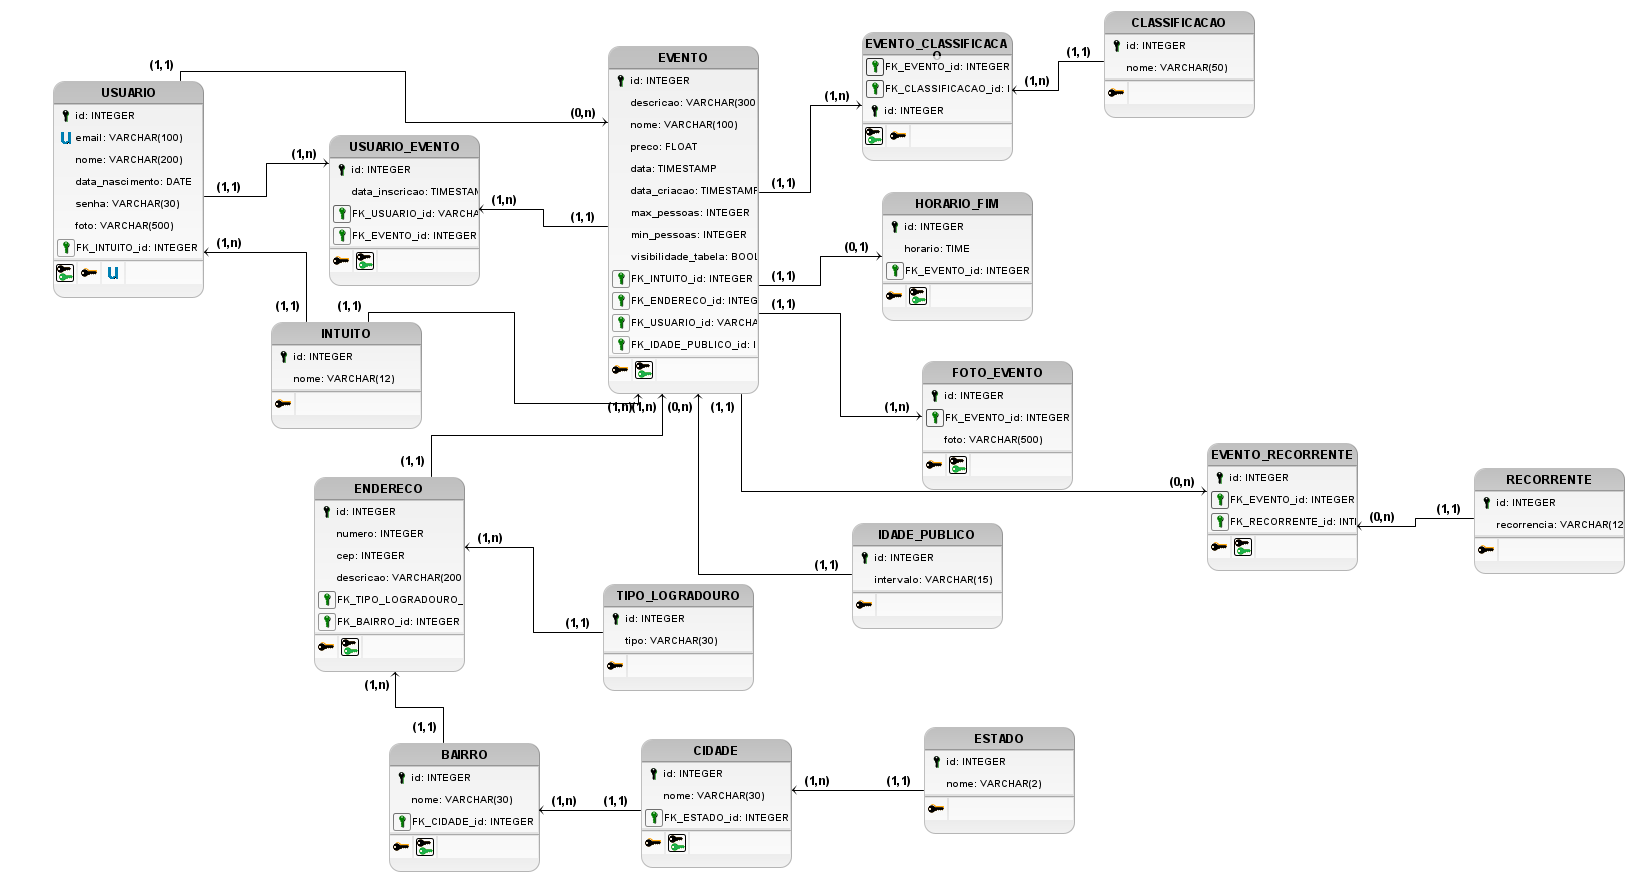 CLASSIFICACAO
id: INTEGER
nome: VARCHAR(50)
(1,1)
(1,n)
EVENTO_CLASSIFICACA
O
FK_EVENTO_id: INTEGER
FK_CLASSIFICACAO_id: I
id: INTEGER
(1,n)
(1,1)
EVENTO
id: INTEGER
descricao: VARCHAR(300
nome: VARCHAR(100)
preco: FLOAT
data: TIMESTAMP
data_criacao: TIMESTAMP
max_pessoas: INTEGER
min_pessoas: INTEGER
visibilidade_tabela: BOOL
FK_INTUITO_id: INTEGER
FK_ENDERECO_id: INTEG
FK_USUARIO_id: VARCHA
FK_IDADE_PUBLICO_id: I
(1,1)
(0,n)
USUARIO
id: INTEGER
u email: VARCHAR(100)
nome: VARCHAR(200)
data_nascimento: DATE
senha: VARCHAR(30)
foto: VARCHAR(500)
FK_INTUITO_id: INTEGER
u
(1,n)
(1,1)
USUARIO_EVENTO
id: INTEGER
data_inscricao: TIMESTAM
FK_USUARIO_id: VARCHA
FK_EVENTO_id: INTEGER
(1,n)
(1,1)
(1,n)
(1,1)
(1,1)
INTUITO
id: INTEGER
nome: VARCHAR(12)
HORARIO_FIM
id: INTEGER
horario: TIME
FK_EVENTO_id: INTEGER
(0,1)
(1,1)
(1,1)
(1,n)
FOTO_EVENTO
id: INTEGER
FK_EVENTO_id: INTEGER
foto: VARCHAR(500)
(1,n)(1,n) (0,n) (1,1)
(1,1)
ENDERECO
id: INTEGER
numero: INTEGER
cep: INTEGER
descricao: VARCHAR(200
FK_TIPO_LOGRADOURO_
FK_BAIRRO_id: INTEGER
(1,n)
(1,1)
TIPO_LOGRADOURO
id: INTEGER
tipo: VARCHAR(30)
(1,1)
IDADE_PUBLICO
id: INTEGER
intervalo: VARCHAR(15)
(0,n)
EVENTO_RECORRENTE
id: INTEGER
FK_EVENTO_id: INTEGER
FK_RECORRENTE_id: INTI
(0,n)
(1,1)
RECORRENTE
id: INTEGER
recorrencia: VARCHAR(12
(1,n)
(1,1)
BAIRRO
id: INTEGER
nome: VARCHAR(30)
FK_CIDADE_id: INTEGER
(1,n)
(1,1)
CIDADE
id: INTEGER
nome: VARCHAR(30)
FK_ESTADO_id: INTEGER
(1,n)
(1,1)
ESTADO
id: INTEGER
nome: VARCHAR(2)